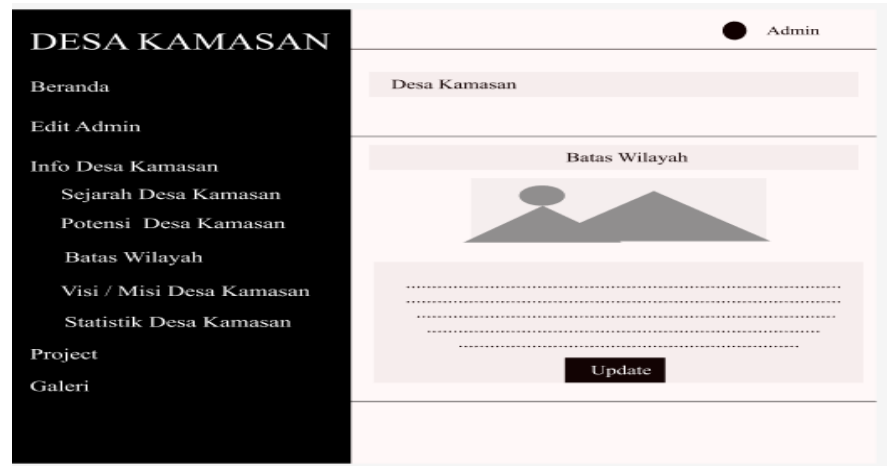 DESA KAMASAN
Beranda
Edit Admin
Info Desa Kamasan
Sejarah Desa Kamasan
Potensi Desa Kamasan
Batas Wilayah
Visi / Misi Desa Kamasan
Statistik Desa Kamasan
Project
Galeri
Admin
Desa Kamasan
Batas Wilayah
Update